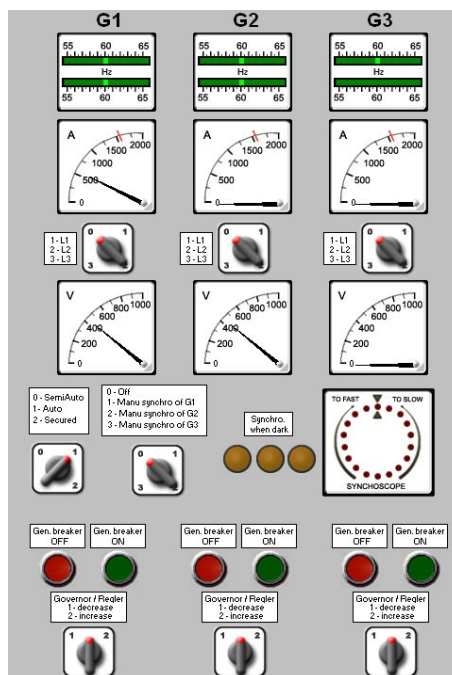 G1 G2 G3
55 60 65 55 60 65 55 60 65
Hz Hz Hz
55 60 65 55 60 65 55 60 65
A A A
0 500 1000 1500 2000
0 500 1000 1500 2000
0 500 1000 1500 2000
1 - L1
2 - L2
3 - L3
0 1
3 2
1 - L1
2 - L2
3 - L3
0 1
3 2
1 - L1
2 - L2
3 - L3
0 1
3 2
V V V
0 200 400 600 800 1000
0 200 400 600 800 1000
0 200 400 600 800 1000
0 - SemiAuto
1- Auto
2 - Secured
0 1
2
0 - Off
1- Manu synchro of G1
2 - Manu synchro of G2
3 - Manu synchro of G3
0 1
3 2
Synchro.
when dark
TO FAST TO SLOW
SYNCHOSCOPE
Gen. breaker
OFF
Gen. breaker
ON
Gen. breaker
OFF
Gen. breaker
ON
Gen. breaker
OFF
Gen. breaker
ON
Governor / Regler
1 - decrease
2 - increase
1 2
Governor / Regler
1 - decrease
2 - increase
1 2
Governor / Regler
1 - decrease
2 - increase
1 2